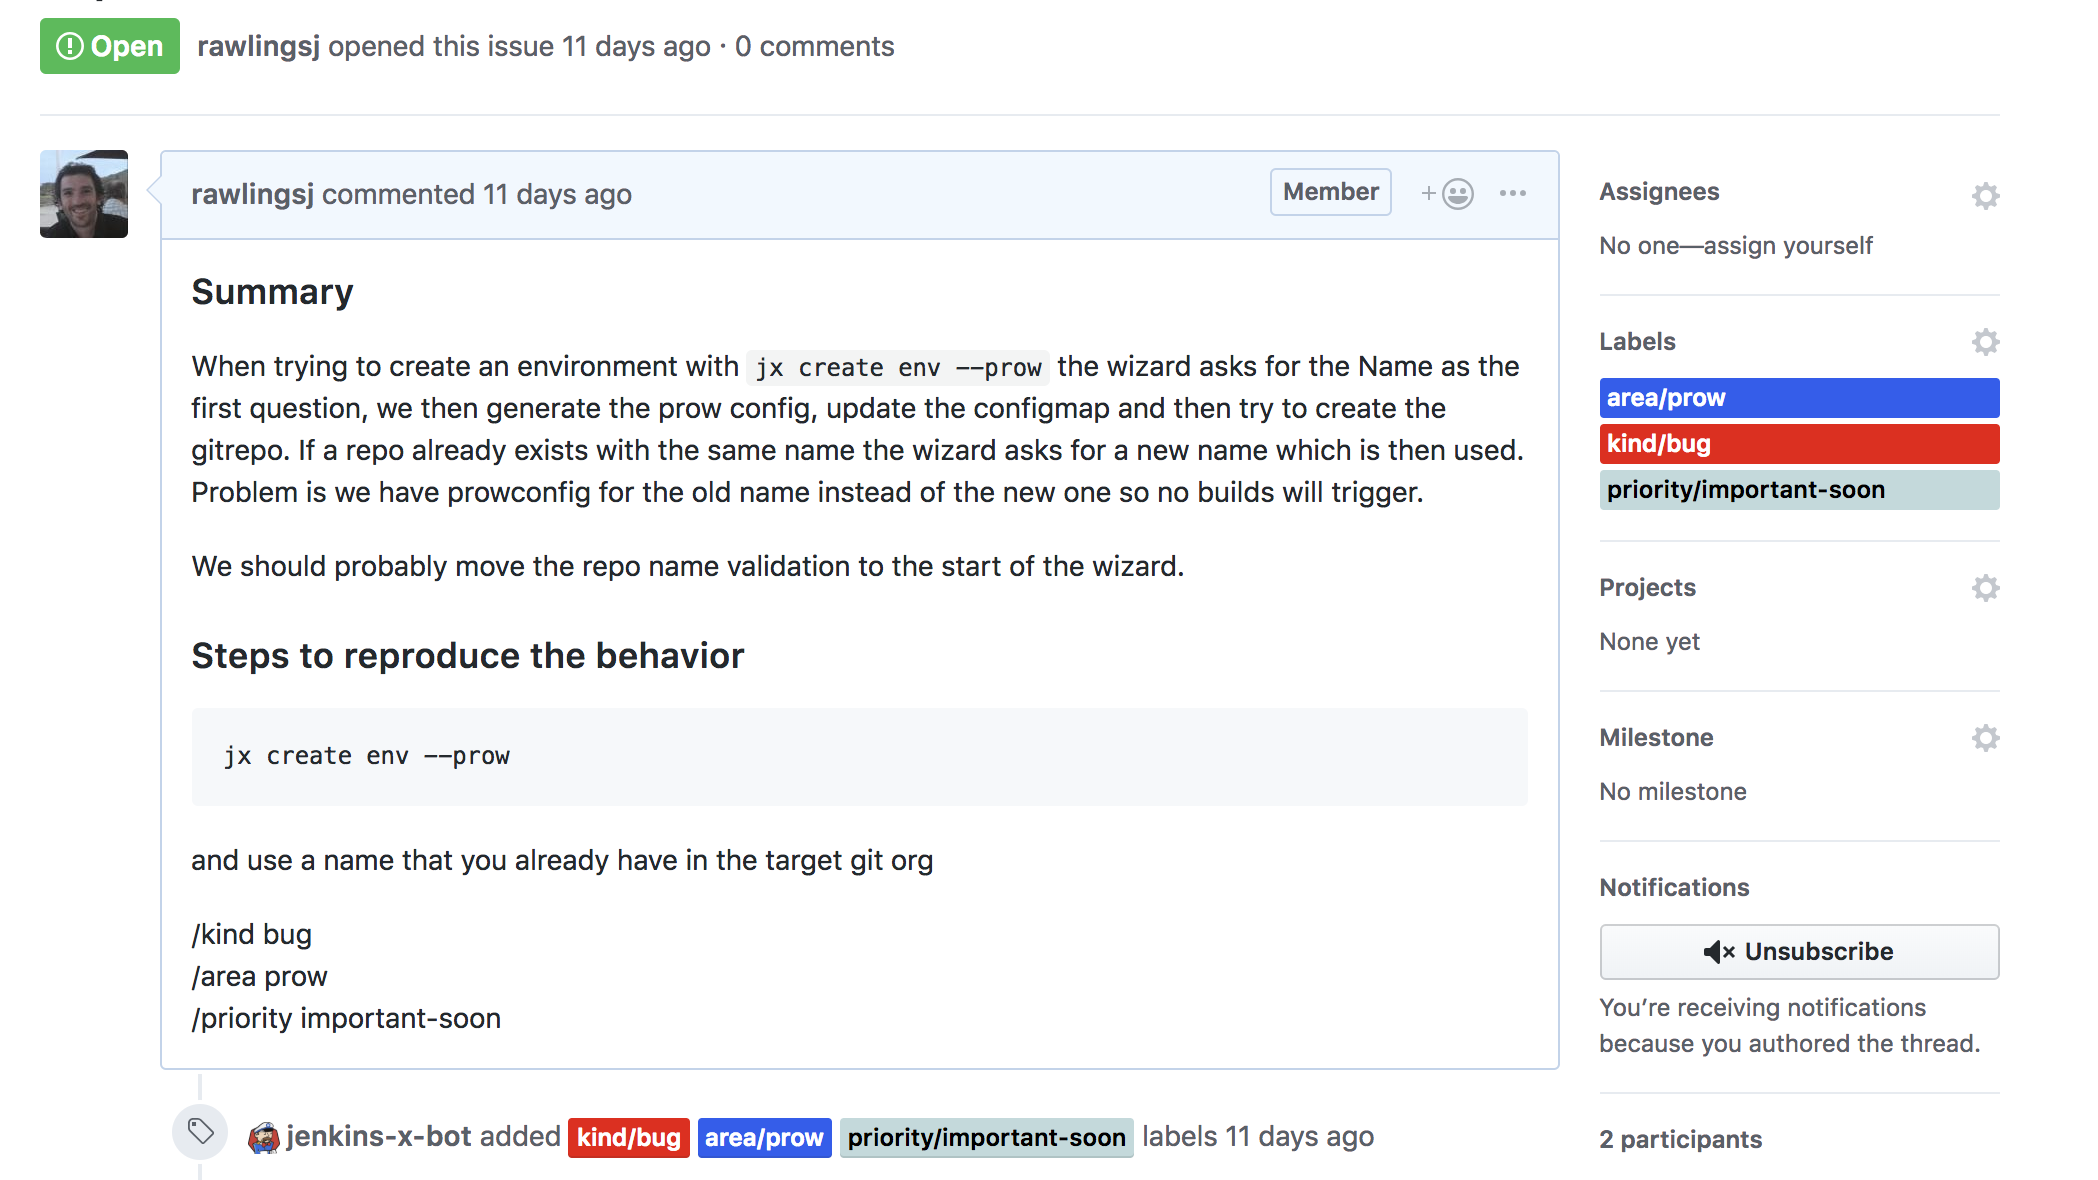 Open
rawlingsj opened this issue 11 days ago · 0 comments
rawlingsj commented 11 days ago
Member
Summary
When trying to create an environment with jx create env --prow the wizard asks for the Name as the
first question, we then generate the prow config, update the configmap and then try to create the
gitrepo. If a repo already exists with the same name the wizard asks for a new name which is then used.
Problem is we have prowconfig for the old name instead of the new one so no builds will trigger.
We should probably move the repo name validation to the start of the wizard.
Steps to reproduce the behavior
jx create env --prow
and use a name that you already have in the target git org
/kind bug
/area prow
/priority important-soon
jenkins-x-bot added kind/bug area/prow priority/important-soon labels 11 days ago
Assignees
No one—assign yourself
Labels
area/prow
kind/bug
priority/important-soon
Projects
None yet
Milestone
No milestone
Notifications
Unsubscribe
You’re receiving notifications
because you authored the thread.
2 participants